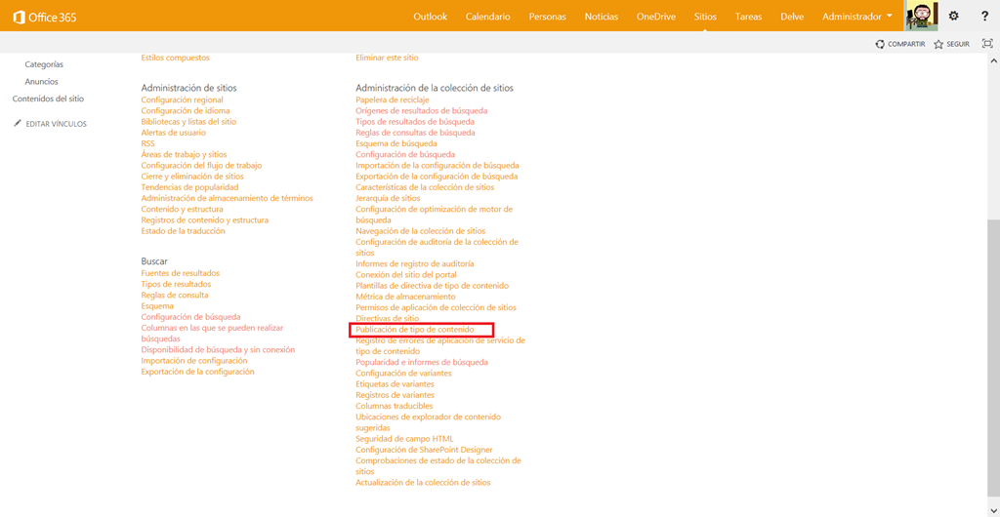 Office 365
Outlook Calendario Personas Noticias OneDrive Sitios Tareas Delve Administrador ?
COMPARTIR SEGUIR
Categorías
Anuncios
Contenidos del sitio
EDITAR VÍNCULOS
Estilos compuestos
Administración de sitios
Configuración regional
Configuración de idioma
Bibliotecas y listas del sitio
Alertas de usuario
RSS
Áreas de trabajo y sitios
Configuración del flujo de trabajo
Cierre y eliminación de sitios
Tendencias de popularidad
Administración de almacenamiento de términos
Contenido y estructura
Registros de contenido y estructura
Estado de la traducción
Buscar
Fuentes de resultados
Tipos de resultados
Reglas de consulta
Esquema
Configuración de búsqueda
Columnas en las que se pueden realizar
búsquedas
Disponibilidad de búsqueda y sin conexión
Importación de configuración
Exportación de la configuración
Eliminar este sitio
Administración de la colección de sitios
Papelera de reciclaje
Orígenes de resultados de búsqueda
Tipos de resultados de búsqueda
Reglas de consultas de búsqueda
Esquema de búsqueda
Configuración de búsqueda
Importación de la configuración de búsqueda
Exportación de la configuración de búsqueda
Características de la colección de sitios
Jerarquía de sitios
Configuración de optimización de motor de
búsqueda
Navegación de la colección de sitios
Configuración de auditoría de la colección de
sitios
Informes de registro de auditoría
Conexión del sitio del portal
Plantillas de directiva de tipo de contenido
Métrica de almacenamiento
Permisos de aplicación de colección de sitios
Directivas de sitio
Publicación de tipo de contenido
Registro de errores de aplicación de servicio de
tipo de contenido
Popularidad e informes de búsqueda
Configuración de variantes
Etiquetas de variantes
Registros de variantes
Columnas traducibles
Ubicaciones de explorador de contenido
sugeridas
Seguridad de campo HTML
Configuración de SharePoint Designer
Comprobaciones de estado de la colección de
sitios
Actualización de la colección de sitios